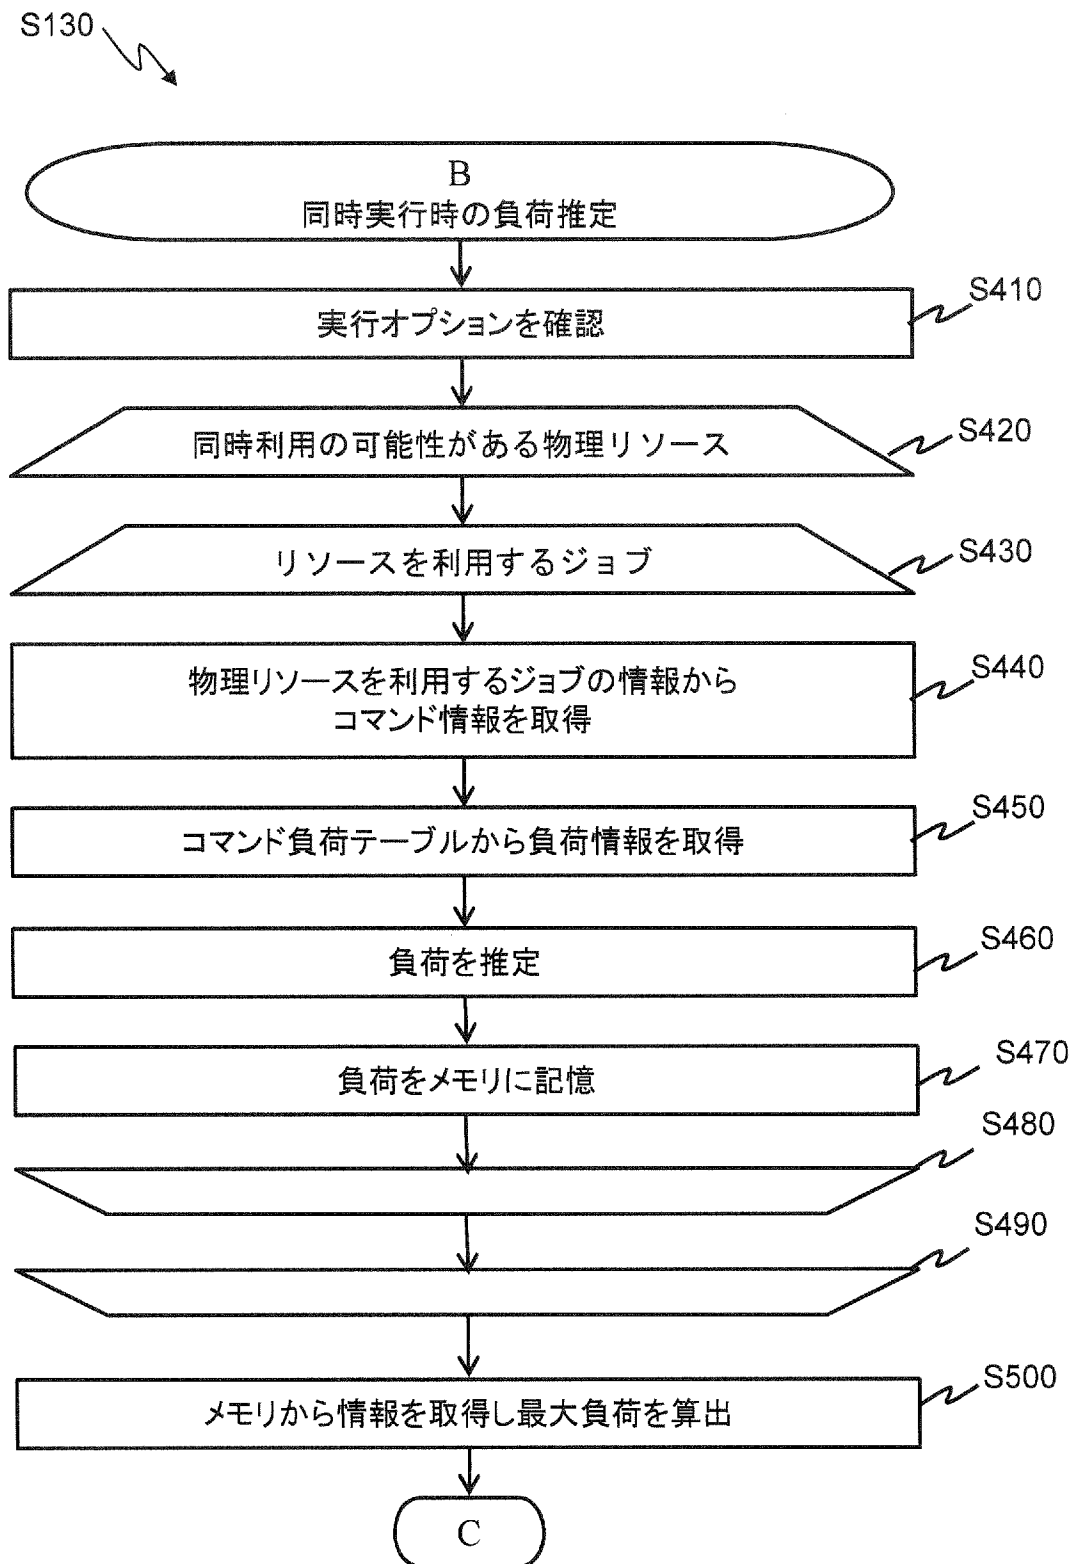 S130
B
同時実行時の負荷推定
S410
実行オプションを確認
S420
同時利用の可能性がある物理リソース
S430
リソースを利用するジョブ
S440
物理リソースを利用するジョブの情報から
コマンド情報を取得
S450
コマンド負荷テーブルから負荷情報を取得
S460
負荷を推定
S470
負荷をメモリに記憶
S480
S490
S500
メモリから情報を取得し最大負荷を算出
C